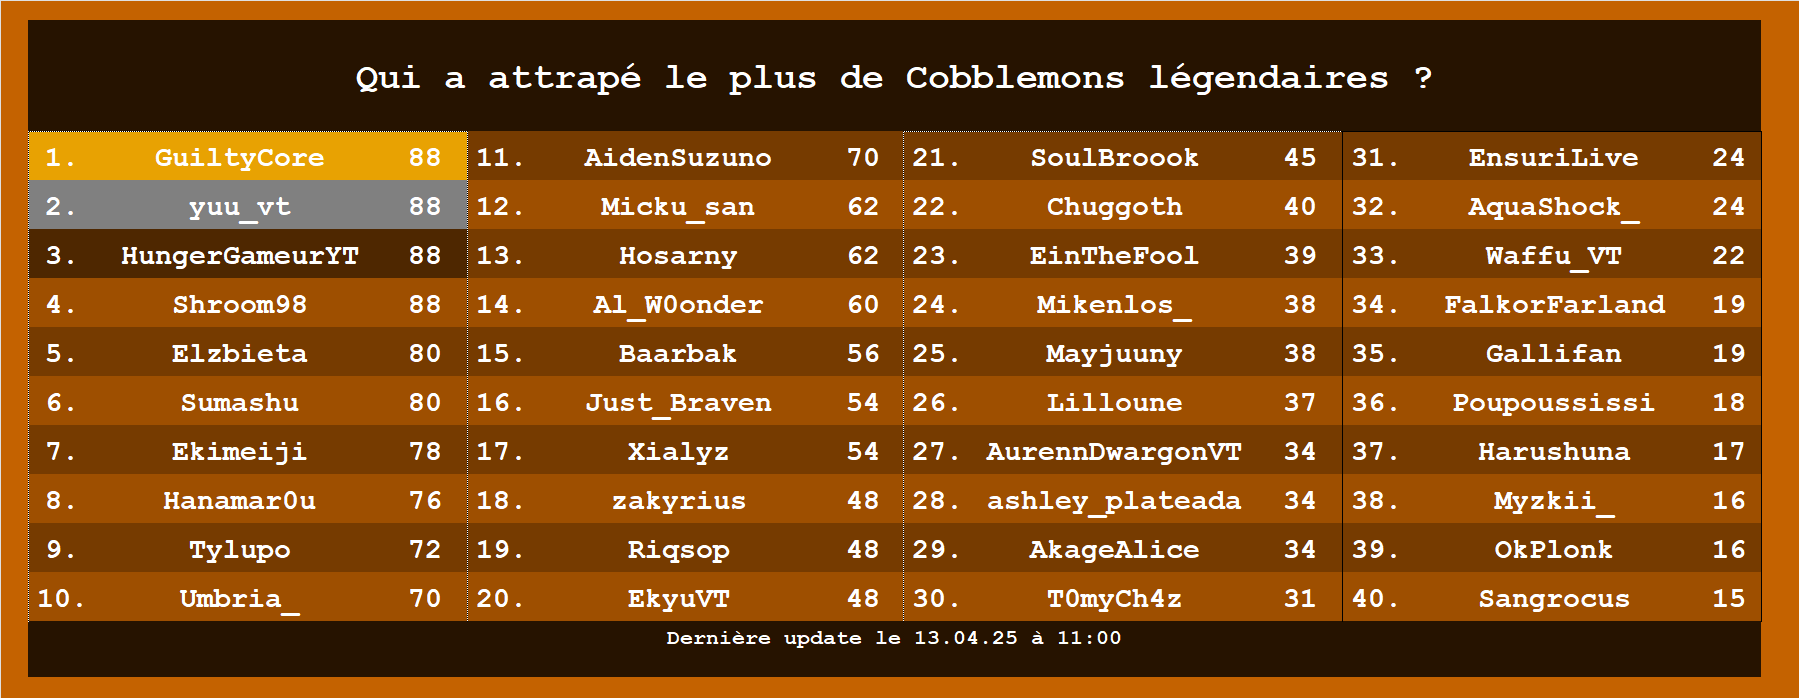 Qui a attrapé le plus de Cobblemons légendaires ?
1. GuiltyCore 88
2. yuu_vt 88
3. HungerGameurYT 88
4. Shroom98 88
5. Elzbieta 80
6. Sumashu 80
7. Ekimeiji 78
8. Hanamar0u 76
9. Tylupo 72
10. Umbria_ 70
11. AidenSuzuno 70
12. Micku_san 62
13. Hosarny 62
14. Al_W0onder 60
15. Baarbak 56
16. Just_Braven 54
17. Xialyz 54
18. zakyrius 48
19. Riqsop 48
20. EkyuVT 48
21. SoulBroook 45
22. Chuggoth 40
23. EinTheFool 39
24. Mikenlos_ 38
25. Mayjuuny 38
26. Lilloune 37
27. AurennDwargonVT 34
28. ashley_plateada 34
29. AkageAlice 34
30. T0myCh4z 31
31. EnsuriLive 24
32. AquaShock_ 24
33. Waffu_VT 22
34. FalkorFarland 19
35. Gallifan 19
36. Poupoussissi 18
37. Harushuna 17
38. Myzkii_ 16
39. OkPlonk 16
40. Sangrocus 15
Dernière update le 13.04.25 à 11:00